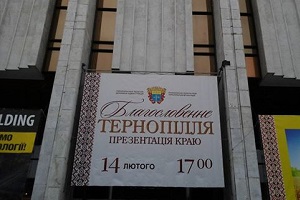 Благословенне
ТЕРНОПІЛЛЯ
ПРЕЗЕНТАЦІЯ КРАЮ
14 ЛЮТОГО 17 00
LDING